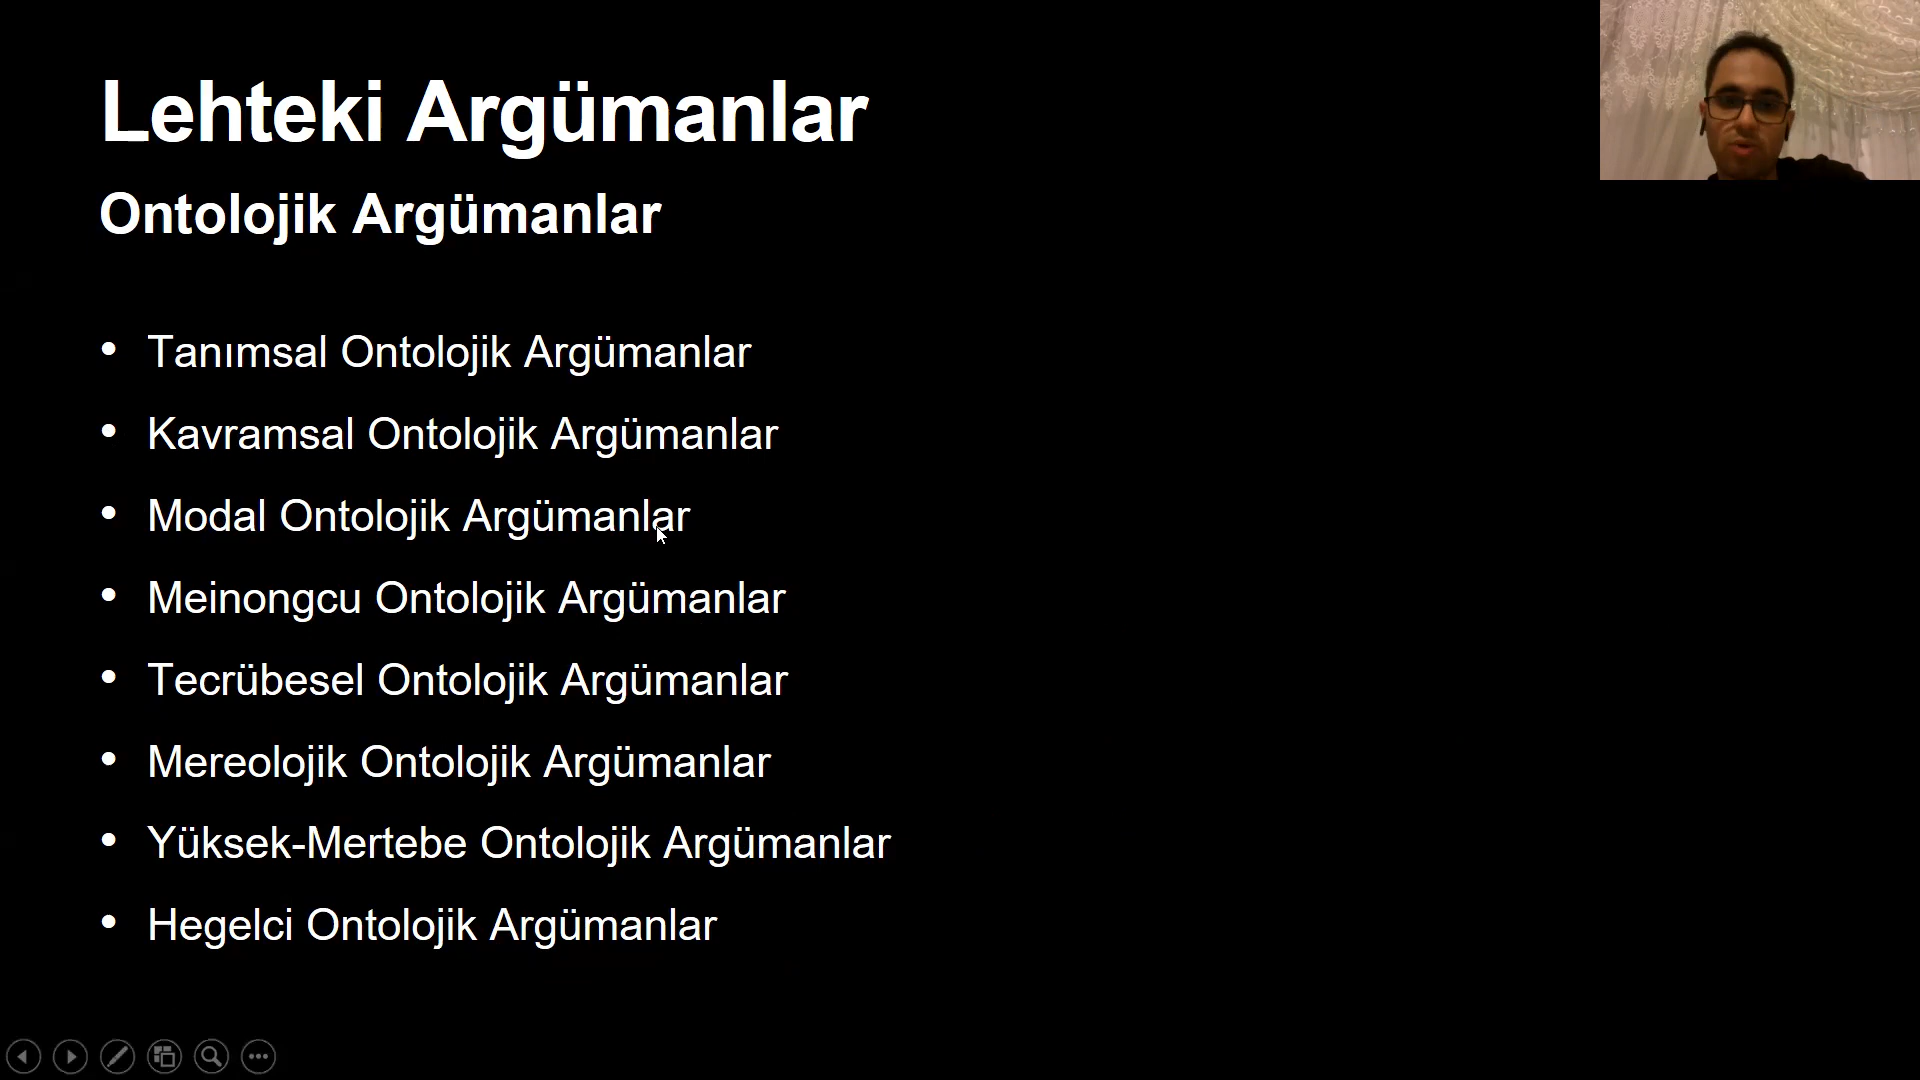 Lehteki Argümanlar
Ontolojik Argümanlar
• Tanımsal Ontolojik Argümanlar
• Kavramsal Ontolojik Argümanlar
• Modal Ontolojik Argümanlar
• Meinongcu Ontolojik Argümanlar
• Tecrübesel Ontolojik Argümanlar
• Mereolojik Ontolojik Argümanlar
• Yüksek-Mertebe Ontolojik Argümanlar
• Hegelci Ontolojik Argümanlar